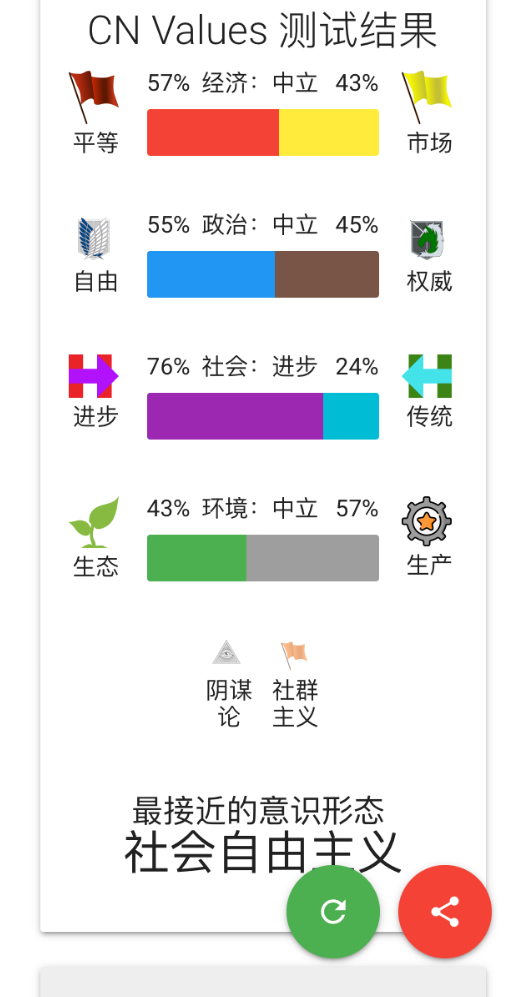 CN Values 测试结果
57% 经济：中立 43%
平等 市场
55% 政治：中立 45%
自由 权威
76% 社会：进步 24%
进步 传统
43% 环境：中立 57%
生态 生产
阴谋论
社群主义
最接近的意识形态
社会自由主义